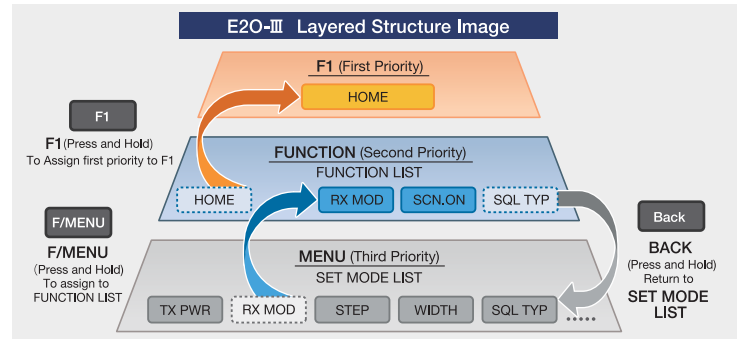 E2O-Ⅲ Layered Structure Image
F1 (First Priority)
HOME
F1
F1(Press and Hold)
To Assign first priority to F1
FUNCTION (Second Priority)
FUNCTION LIST
HOME
RX MOD
SCN.ON
SQL TYP
F/MENU
F/MENU
(Press and Hold)
To assign to
FUNCTION LIST
Back
BACK
(Press and Hold)
Return to
SET MODE
LIST
MENU (Third Priority)
SET MODE LIST
TX PWR
RX MOD
STEP
WIDTH
SQL TYP
.....